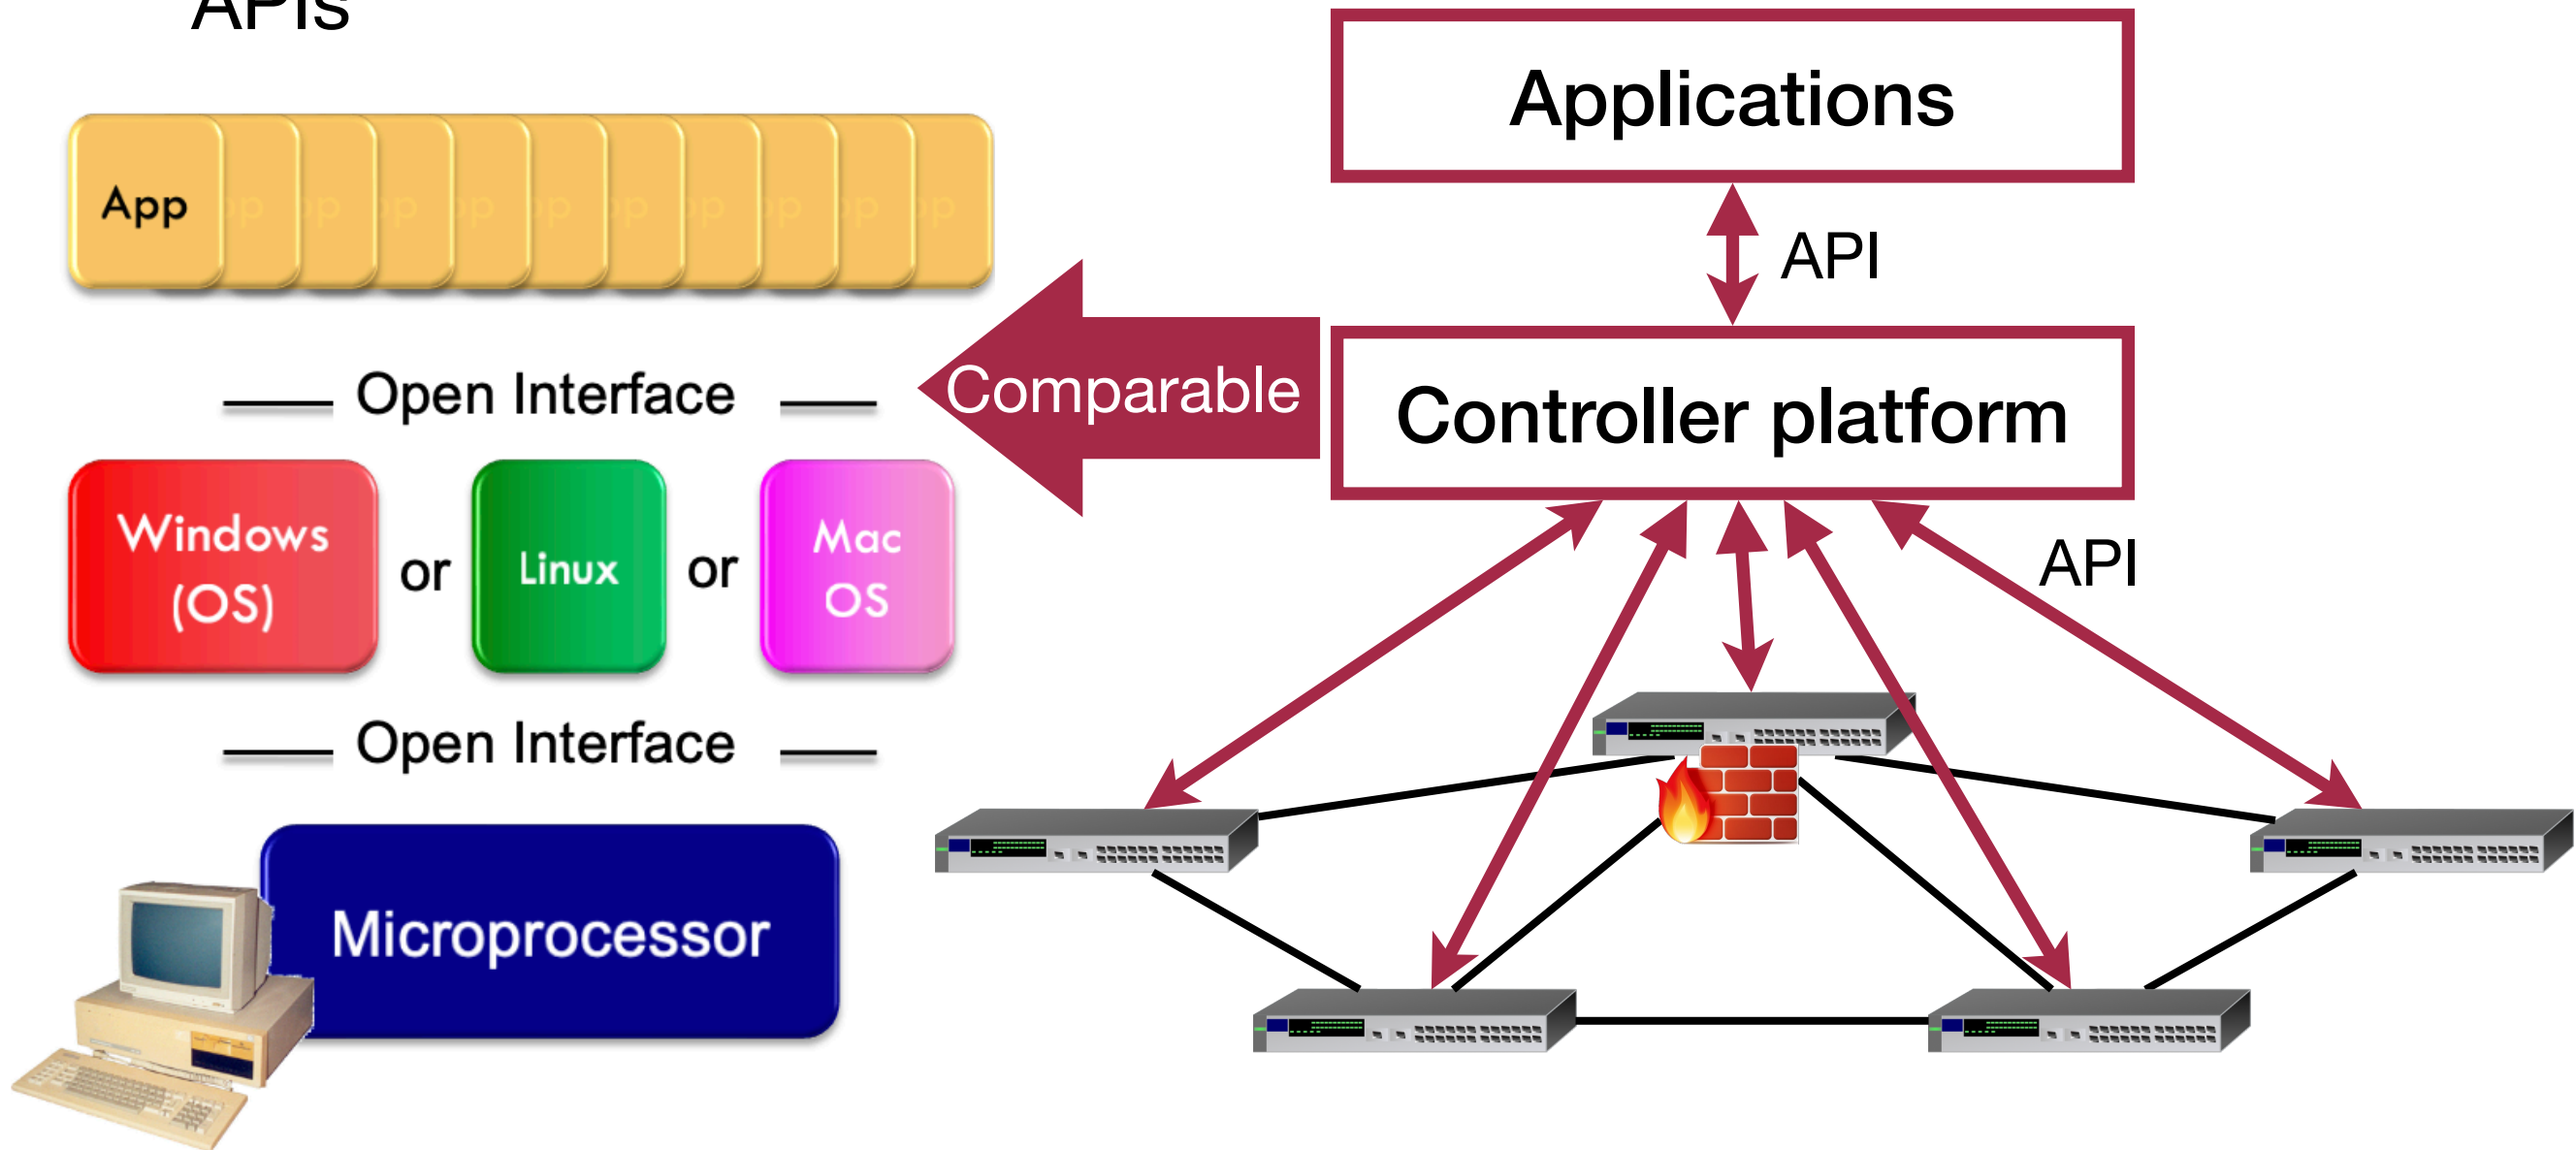 APIs
App
Open Interface
Windows
(OS)
or
Linux
or
Mac
OS
Open Interface
Microprocessor
Comparable
Applications
API
Controller platform
API